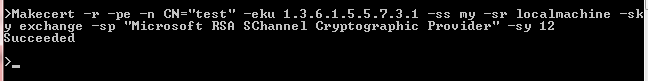 >Makecert -r -pe -n CN="test" -eku 1.3.6.1.5.5.7.3.1 -ss my -sr localmachine -sk
y exchange -sp "Microsoft RSA SChannel Cryptographic Provider" -sy 12
Succeeded
>_